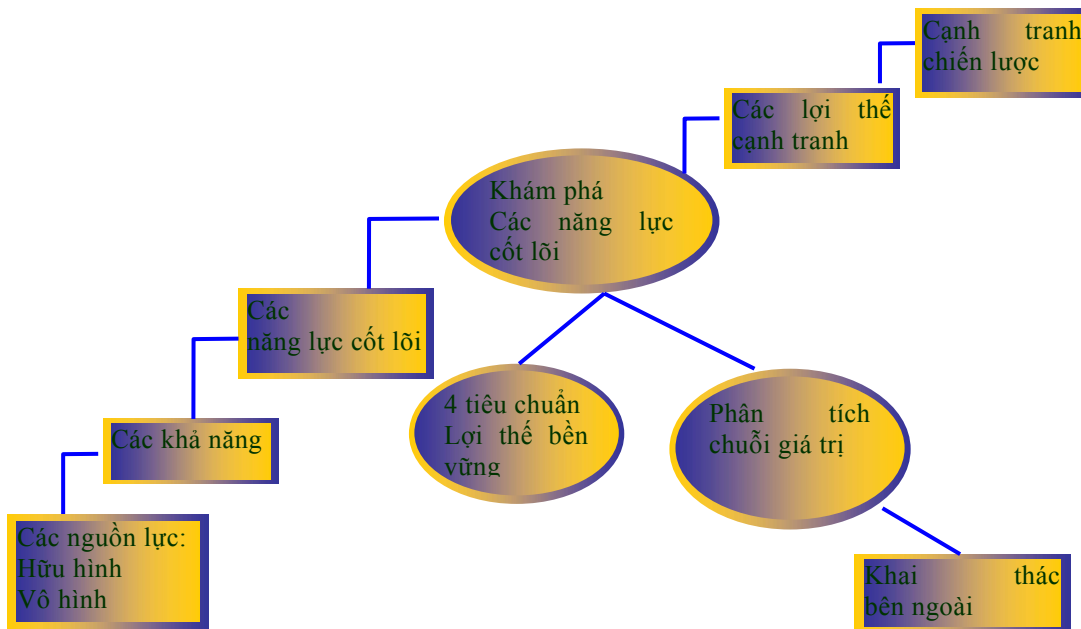 Cạnh tranh
chiến lược
Các lợi thế
cạnh tranh
Khám phá
Các năng lực
cốt lõi
Các
năng lực cốt lõi
4 tiêu chuẩn
Lợi thế bền
vững
Phân tích
chuỗi giá trị
Các khả năng
Các nguồn lực:
Hữu hình
Vô hình
Khai thác
bên ngoài